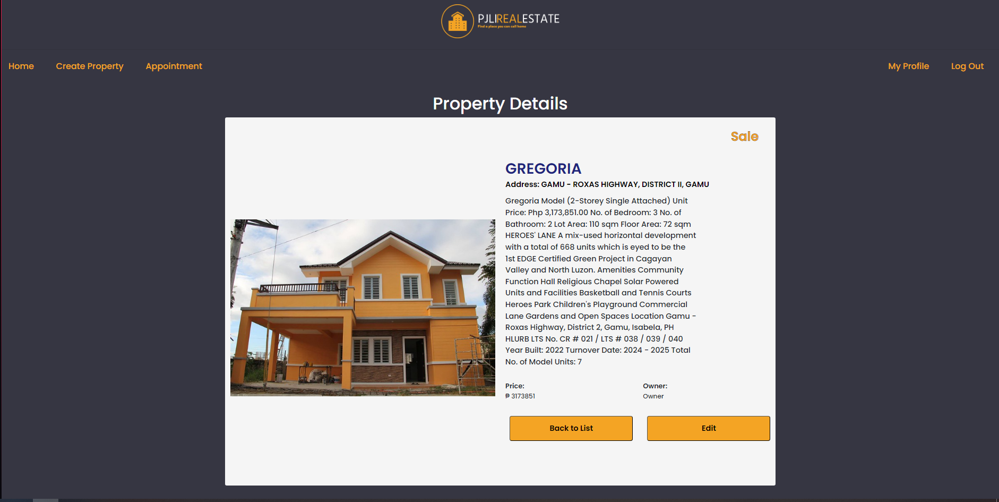 PJLIREALESTATE
Find a place you can call home
Home
Create Property
Appointment
My Profile
Log Out
Property Details
Sale
GREGORIA
Address: GAMU - ROXAS HIGHWAY, DISTRICT II, GAMU
Gregoria Model (2-Storey Single Attached) Unit
Price: Php 3,173,851.00 No. of Bedroom: 3 No. of
Bathroom: 2 Lot Area: 110 sqm Floor Area: 72 sqm
HEROES' LANE A mix-used horizontal development
with a total of 668 units which is eyed to be the
1st EDGE Certified Green Project in Cagayan
Valley and North Luzon. Amenities Community
Function Hall Religious Chapel Solar Powered
Units and Facilities Basketball and Tennis Courts
Heroes Park Children's Playground Commercial
Lane Gardens and Open Spaces Location Gamu -
Roxas Highway, District 2, Gamu, Isabela, PH
HLURB LTS No. CR # 021 / LTS # 038 / 039 / 040
Year Built: 2022 Turnover Date: 2024 - 2025 Total
No. of Model Units: 7
Price:
₱ 3173851
Owner:
Owner
Back to List
Edit